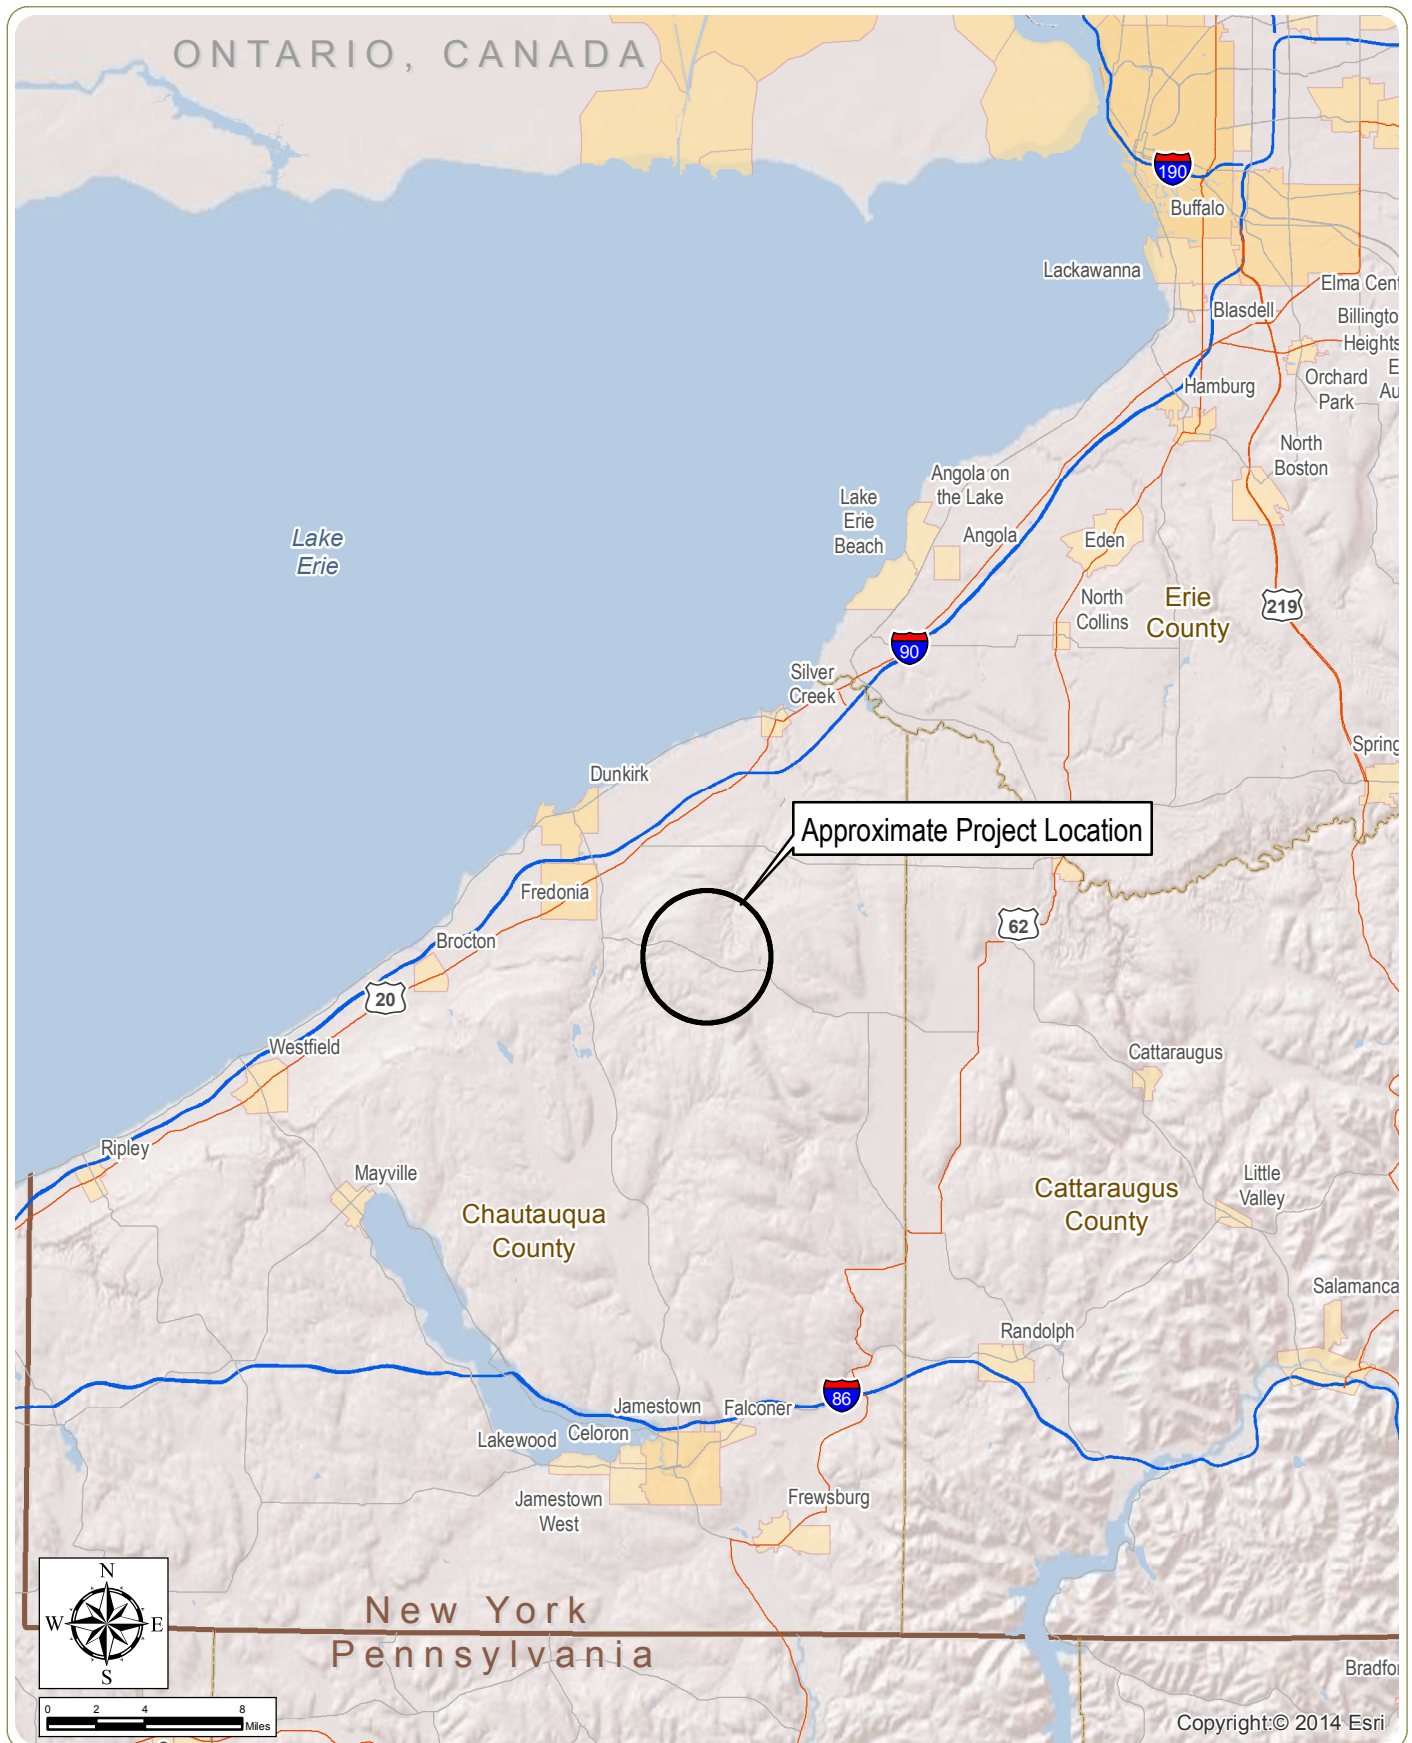 ONTARIO, CANADA
190
Buffalo
Lackawanna
Elma Cent
Blasdell
Billingto
Heights
E
Au
Orchard
Park
Hamburg
North
Boston
Angola on
the Lake
Lake
Erie
Beach
Angola
Eden
Lake
Erie
North
Collins
Erie
County
219
90
Silver
Creek
Spring
Dunkirk
Approximate Project Location
Fredonia
62
Brocton
20
Westfield
Cattaraugus
Ripley
Mayville
Little
Valley
Cattaraugus
County
Chautauqua
County
Salamanca
Randolph
86
Jamestown
Falconer
Celoron
Lakewood
Jamestown
West
Frewsburg
N
W
E
S
New York
Pennsylvania
Bradfor
0 2 4 8
Miles
Copyright:© 2014 Esri